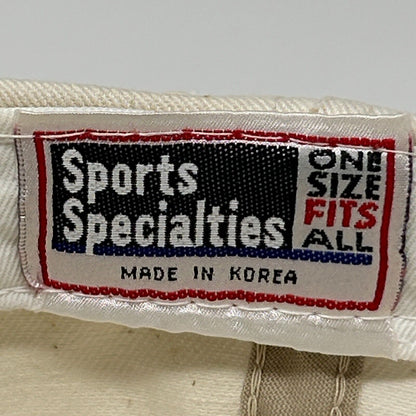 Sports
Specialties
ONE
SIZE
FITS
ALL
MADE IN KOREA